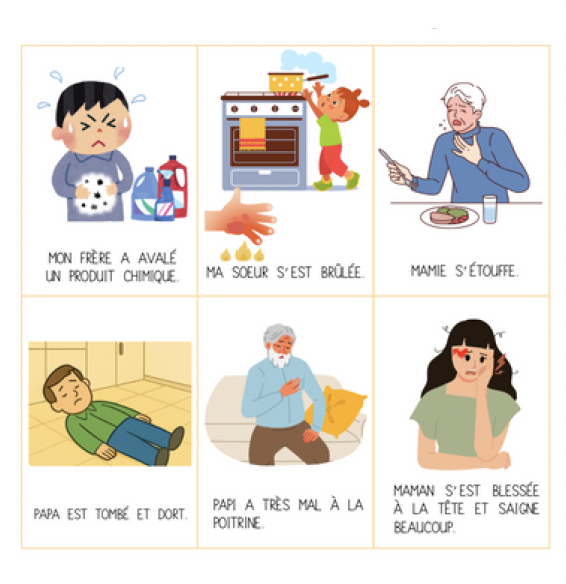 MON FRÈRE A AVALÉ
UN PRODUIT CHIMIQUE.
MA SOEUR S'EST BRÛLÉE.
MAMIE S'ÉTOUFFE.
PAPA EST TOMBÉ ET DORT.
PAPI A TRÈS MAL À LA
POITRINE.
MAMAN S'EST BLESSÉE
À LA TÊTE ET SAIGNE
BEAUCOUP.